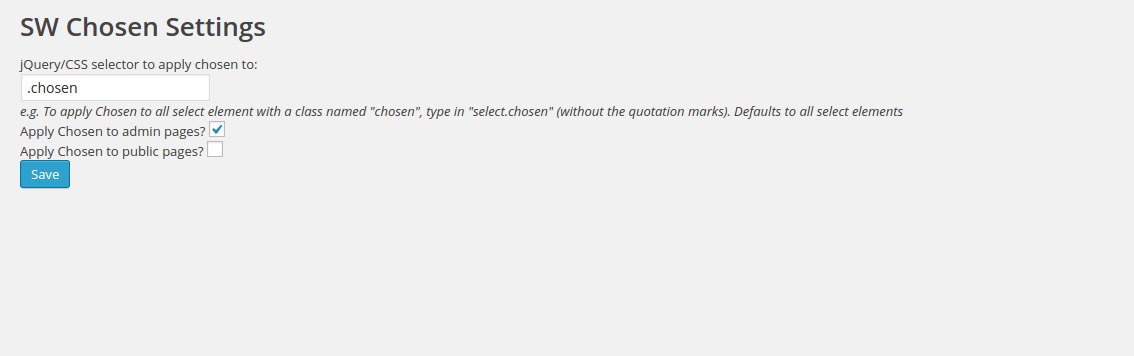 SW Chosen Settings
jQuery/CSS selector to apply chosen to:
.chosen
e.g. To apply Chosen to all select element with a class named "chosen", type in "select.chosen" (without the quotation marks). Defaults to all select elements
Apply Chosen to admin pages?
Apply Chosen to public pages?
Save